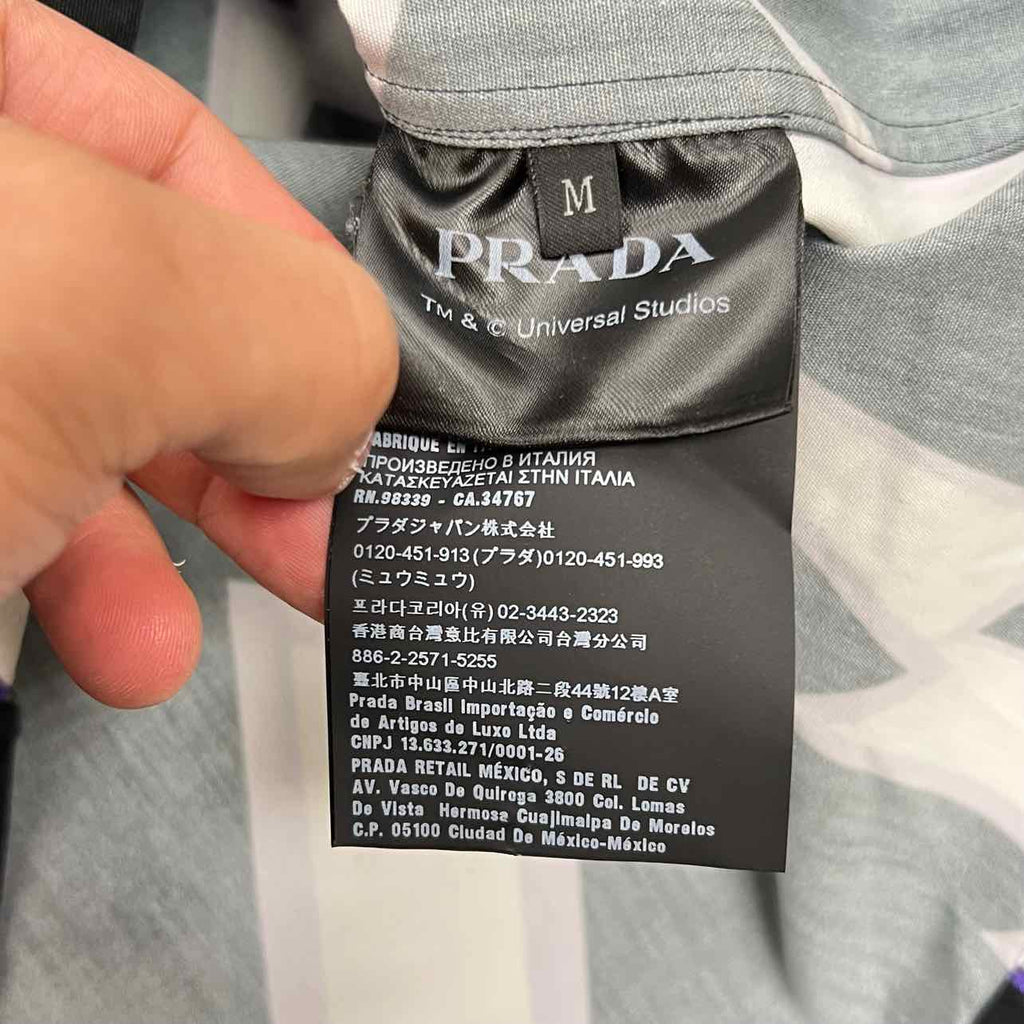 M
PRADA
TM & © Universal Studios
FABRIQUE EN
ПРОИЗВЕДЕНО В ИТАЛИЯ
ΚΑΤΑΣΚΕΥΑΖΕΤΑΙ ΣΤΗΝ ΙΤΑΛΙΑ
RN.98339 - CA.34767
プラダジャパン株式会社
0120-451-913(プラダ)0120-451-993
(ミュウミュウ)
프라다코리아(유) 02-3443-2323
香港商台灣意比有限公司台灣分公司
886-2-2571-5255
臺北市中山區中山北路二段44號12樓A室
Prada Brasil Importação e Comércio
de Artigos de Luxo Ltda
CNPJ 13.633.271/0001-26
PRADA RETAIL MÉXICO, S DE RL DE CV
AV. Vasco De Quiroga 3800 Col. Lomas
De Vista Hermosa Cuajimalpa De Morelos
C.P. 05100 Ciudad De México-México